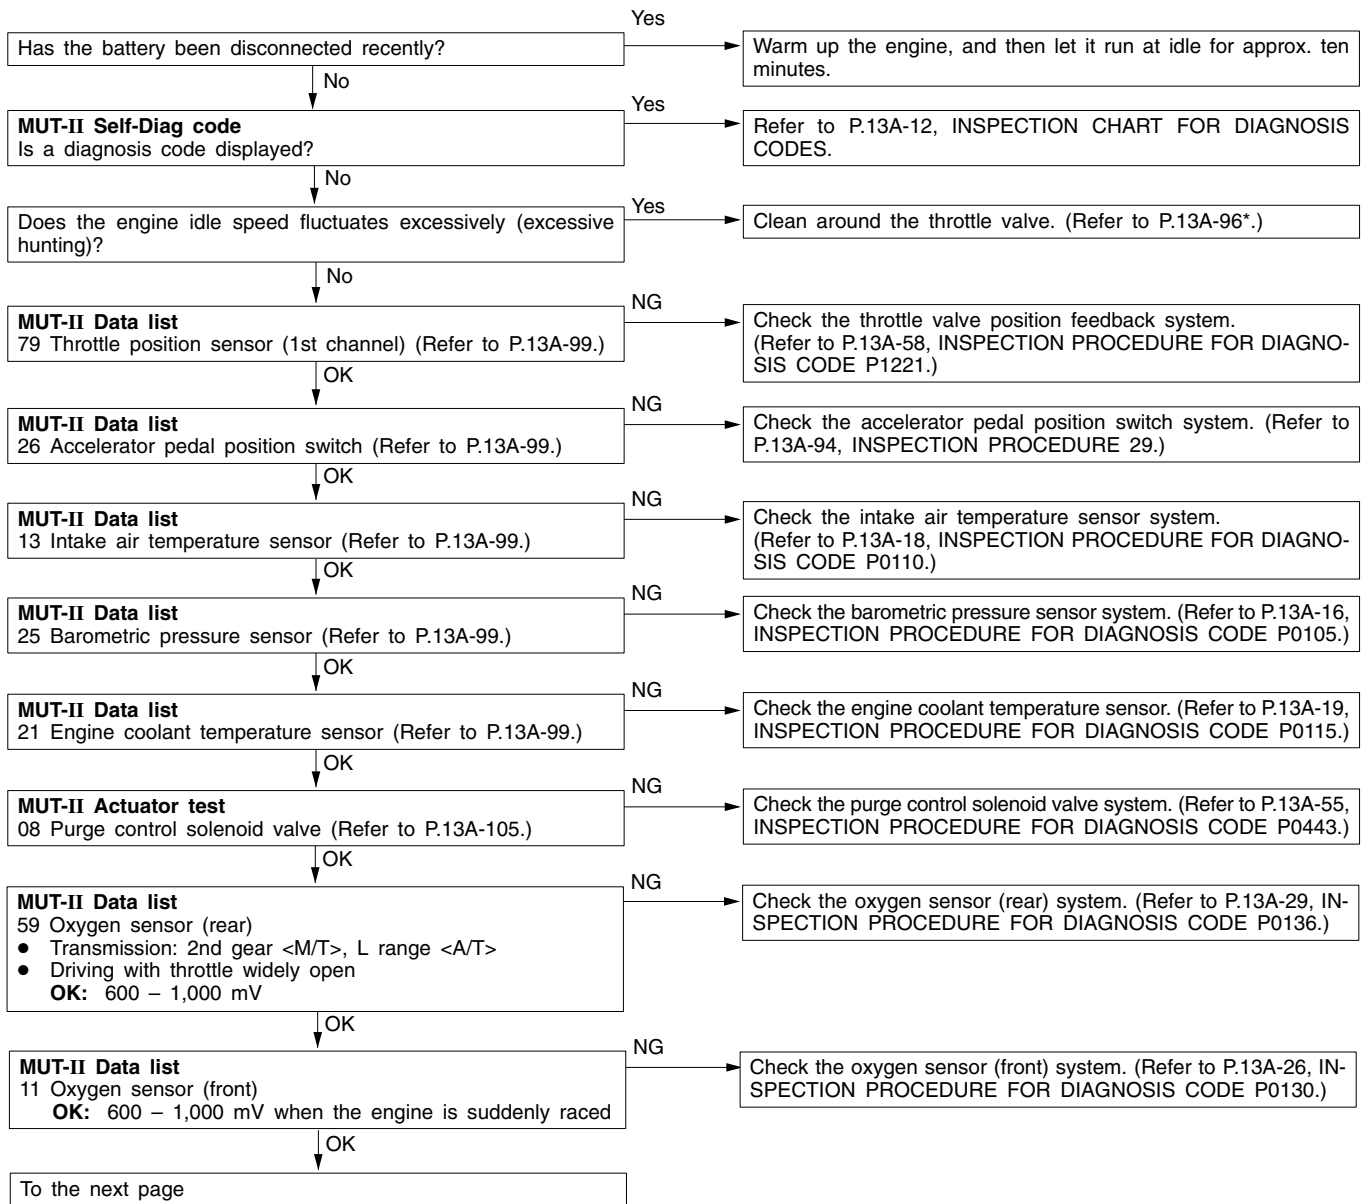 Yes
Has the battery been disconnected recently?
Warm up the engine, and then let it run at idle for approx. ten
minutes.
No
Yes
MUT-II Self-Diag code
Is a diagnosis code displayed?
Refer to P.13A-12, INSPECTION CHART FOR DIAGNOSIS
CODES.
No
Yes
Does the engine idle speed fluctuates excessively (excessive
hunting)?
Clean around the throttle valve. (Refer to P.13A-96*.)
No
NG
MUT-II Data list
79 Throttle position sensor (1st channel) (Refer to P.13A-99.)
Check the throttle valve position feedback system.
(Refer to P.13A-58, INSPECTION PROCEDURE FOR DIAGNO-
SIS CODE P1221.)
OK
NG
MUT-II Data list
26 Accelerator pedal position switch (Refer to P.13A-99.)
Check the accelerator pedal position switch system. (Refer to
P.13A-94, INSPECTION PROCEDURE 29.)
OK
NG
MUT-II Data list
13 Intake air temperature sensor (Refer to P.13A-99.)
Check the intake air temperature sensor system.
(Refer to P.13A-18, INSPECTION PROCEDURE FOR DIAGNO-
SIS CODE P0110.)
OK
NG
MUT-II Data list
25 Barometric pressure sensor (Refer to P.13A-99.)
Check the barometric pressure sensor system. (Refer to P.13A-16,
INSPECTION PROCEDURE FOR DIAGNOSIS CODE P0105.)
OK
NG
MUT-II Data list
21 Engine coolant temperature sensor (Refer to P.13A-99.)
Check the engine coolant temperature sensor. (Refer to P.13A-19,
INSPECTION PROCEDURE FOR DIAGNOSIS CODE P0115.)
OK
NG
MUT-II Actuator test
08 Purge control solenoid valve (Refer to P.13A-105.)
Check the purge control solenoid valve system. (Refer to P.13A-55,
INSPECTION PROCEDURE FOR DIAGNOSIS CODE P0443.)
OK
NG
MUT-II Data list
59 Oxygen sensor (rear)
● Transmission: 2nd gear <M/T>, L range <A/T>
● Driving with throttle widely open
OK: 600 – 1,000 mV
Check the oxygen sensor (rear) system. (Refer to P.13A-29, IN-
SPECTION PROCEDURE FOR DIAGNOSIS CODE P0136.)
OK
NG
MUT-II Data list
11 Oxygen sensor (front)
OK: 600 – 1,000 mV when the engine is suddenly raced
Check the oxygen sensor (front) system. (Refer to P.13A-26, IN-
SPECTION PROCEDURE FOR DIAGNOSIS CODE P0130.)
OK
To the next page